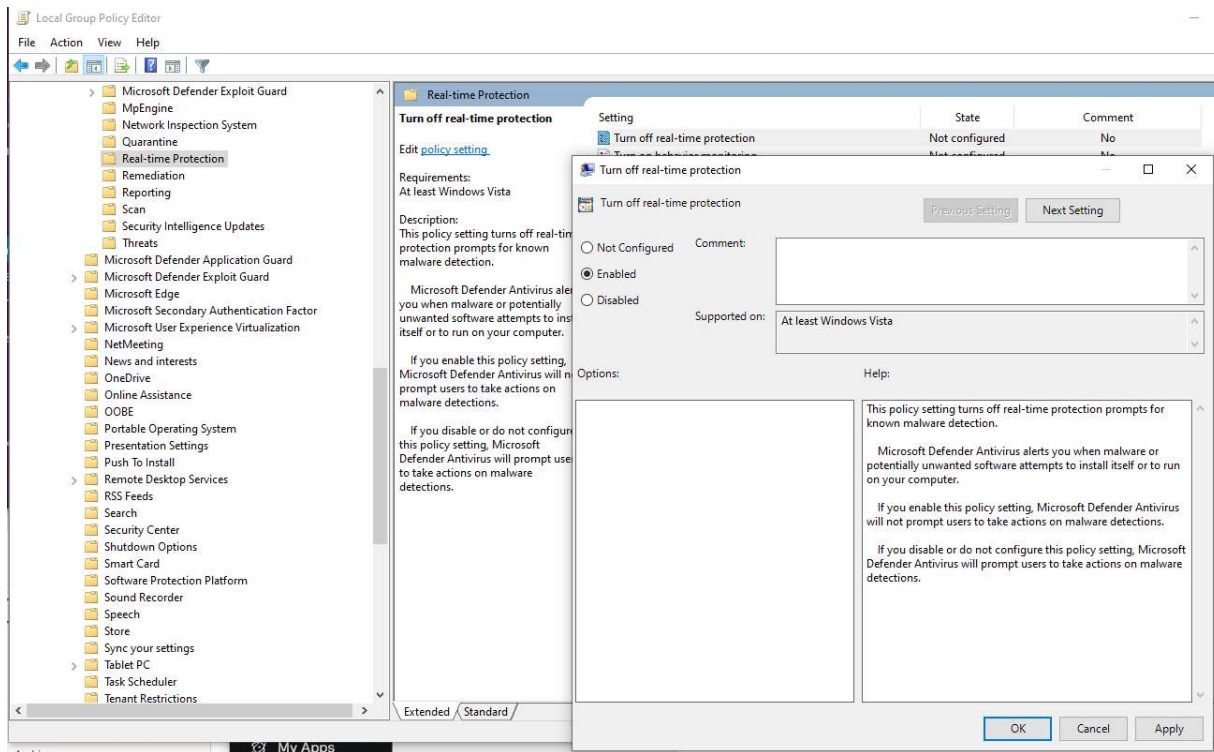 Local Group Policy Editor
File Action View Help
Microsoft Defender Exploit Guard
MpEngine
Network Inspection System
Quarantine
Real-time Protection
Remediation
Reporting
Scan
Security Intelligence Updates
Threats
Microsoft Defender Application Guard
Microsoft Defender Exploit Guard
Microsoft Edge
Microsoft Secondary Authentication Factor
Microsoft User Experience Virtualization
NetMeeting
News and interests
OneDrive
Online Assistance
OOBE
Portable Operating System
Presentation Settings
Push To Install
Remote Desktop Services
RSS Feeds
Search
Security Center
Shutdown Options
Smart Card
Software Protection Platform
Sound Recorder
Speech
Store
Sync your settings
Tablet PC
Task Scheduler
Tenant Restrictions
Real-time Protection
Turn off real-time protection
Edit policy setting
Requirements:
At least Windows Vista
Description:
This policy setting turns off real-tim
protection prompts for known
malware detection.
Microsoft Defender Antivirus aler
you when malware or potentially
unwanted software attempts to inst
itself or to run on your computer.
If you enable this policy setting,
Microsoft Defender Antivirus will n
prompt users to take actions on
malware detections.
If you disable or do not configure
this policy setting, Microsoft
Defender Antivirus will prompt use
to take actions on malware
detections.
Extended Standard
Setting State Comment
Turn off real-time protection Not configured No
Turn off real-time protection
Turn off real-time protection
Previous Setting Next Setting
Not Configured Comment:
Enabled
Disabled
Supported on: At least Windows Vista
Options: Help:
This policy setting turns off real-time protection prompts for
known malware detection.
Microsoft Defender Antivirus alerts you when malware or
potentially unwanted software attempts to install itself or to run
on your computer.
If you enable this policy setting, Microsoft Defender Antivirus
will not prompt users to take actions on malware detections.
If you disable or do not configure this policy setting, Microsoft
Defender Antivirus will prompt users to take actions on malware
detections.
OK Cancel Apply
My Apps